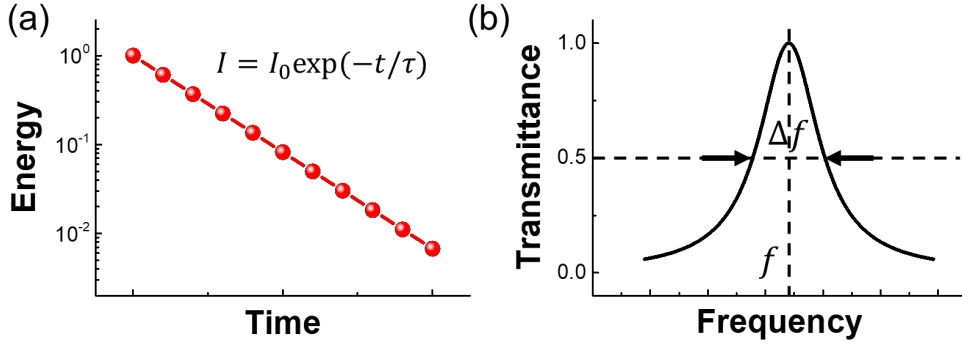 (a)
Energy
10⁰
10⁻¹
10⁻²
I = I₀exp(−t/τ)
Time
(b)
Transmittance
1.0
0.5
0.0
Δf
f
Frequency